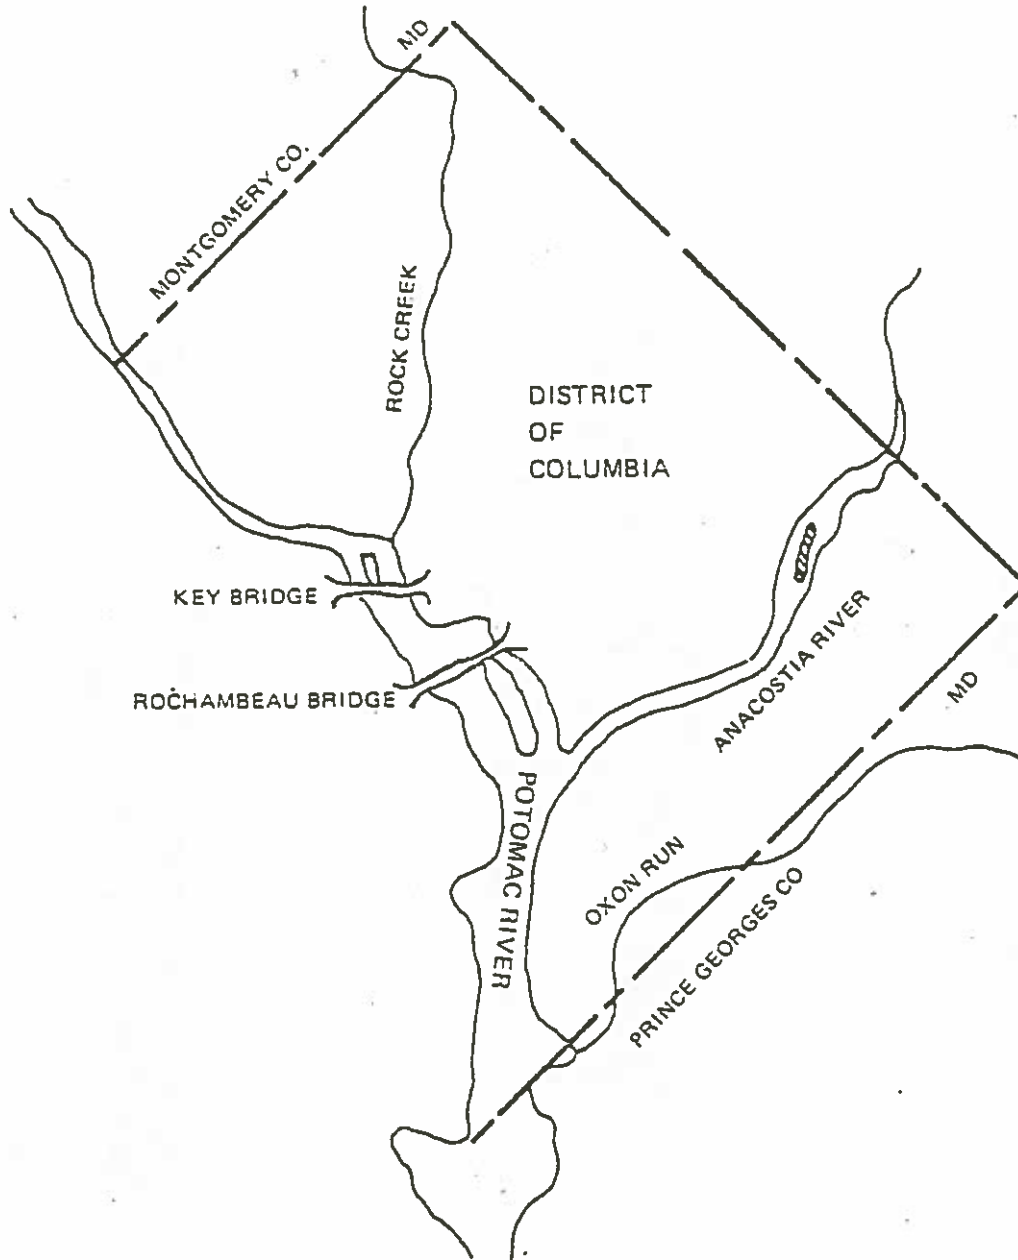 MD
MONTGOMERY CO.
ROCK CREEK
DISTRICT
OF
COLUMBIA
KEY BRIDGE
ROCHAMBEAU BRIDGE
ANACOSTIA RIVER
MD
POTOMAC RIVER
OXON RUN
PRINCE GEORGES CO